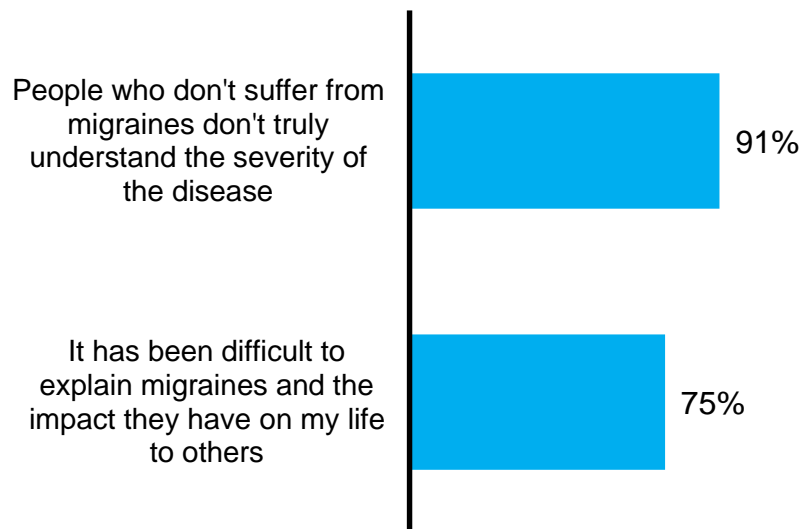 People who don't suffer from
migraines don't truly
understand the severity of
the disease
91%
It has been difficult to
explain migraines and the
impact they have on my life
to others
75%